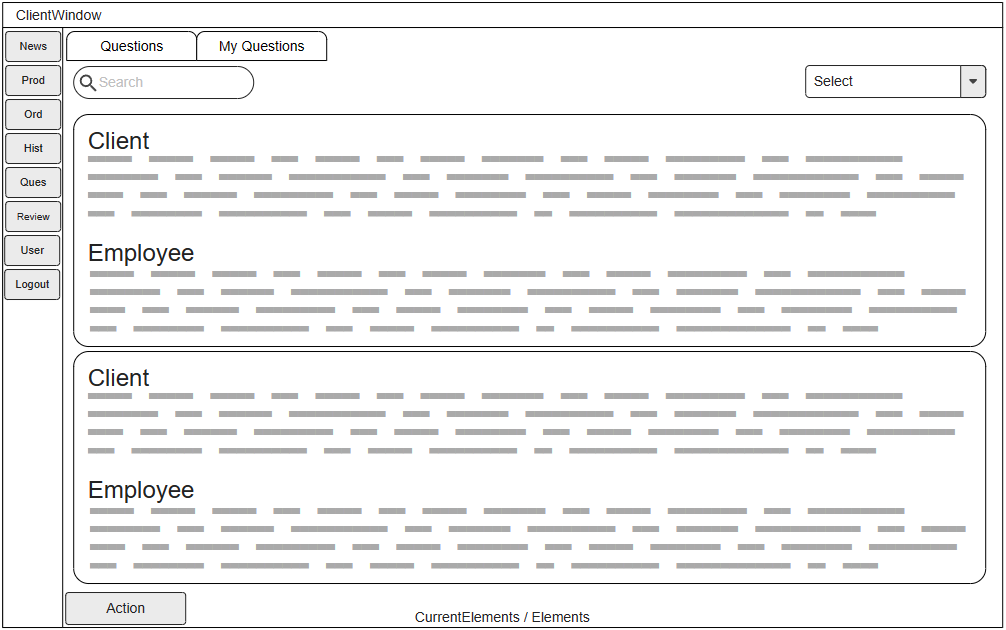 ClientWindow
News
Prod
Ord
Hist
Ques
Review
User
Logout
Questions
My Questions
Search
Select
Client
Employee
Client
Employee
Action
CurrentElements / Elements